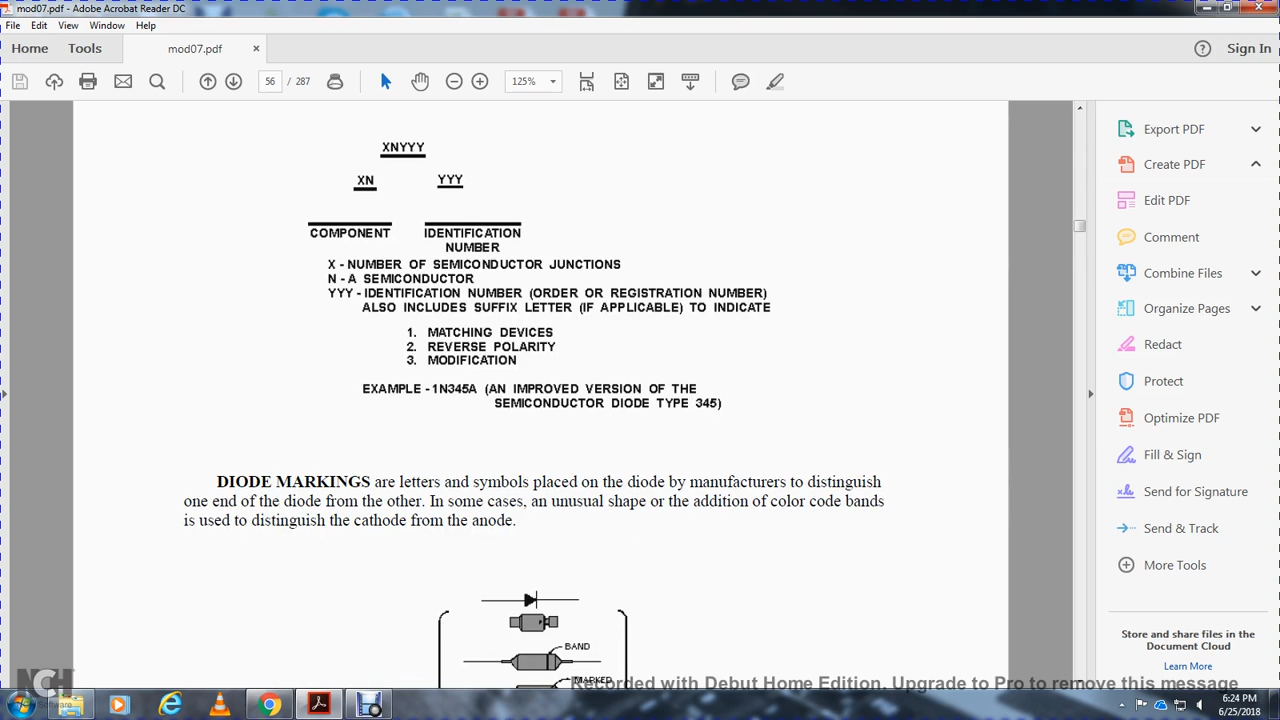 mod07.pdf - Adobe Acrobat Reader DC
File Edit View Window Help
Home Tools mod07.pdf × Sign In
56 / 287 125%
XNYYY
XN YYY
COMPONENT IDENTIFICATION
NUMBER
X - NUMBER OF SEMICONDUCTOR JUNCTIONS
N - A SEMICONDUCTOR
YYY - IDENTIFICATION NUMBER (ORDER OR REGISTRATION NUMBER)
ALSO INCLUDES SUFFIX LETTER (IF APPLICABLE) TO INDICATE
1. MATCHING DEVICES
2. REVERSE POLARITY
3. MODIFICATION
EXAMPLE - 1N345A (AN IMPROVED VERSION OF THE
SEMICONDUCTOR DIODE TYPE 345)
DIODE MARKINGS are letters and symbols placed on the diode by manufacturers to distinguish
one end of the diode from the other. In some cases, an unusual shape or the addition of color code bands
is used to distinguish the cathode from the anode.
BAND
MARKED
Export PDF
Create PDF
Edit PDF
Comment
Combine Files
Organize Pages
Redact
Protect
Optimize PDF
Fill & Sign
Send for Signature
Send & Track
More Tools
Store and share files in the
Document Cloud
Learn More
NCH
Software
Recorded with Debut Home Edition. Upgrade to Pro to remove this message
6:24 PM
6/25/2018